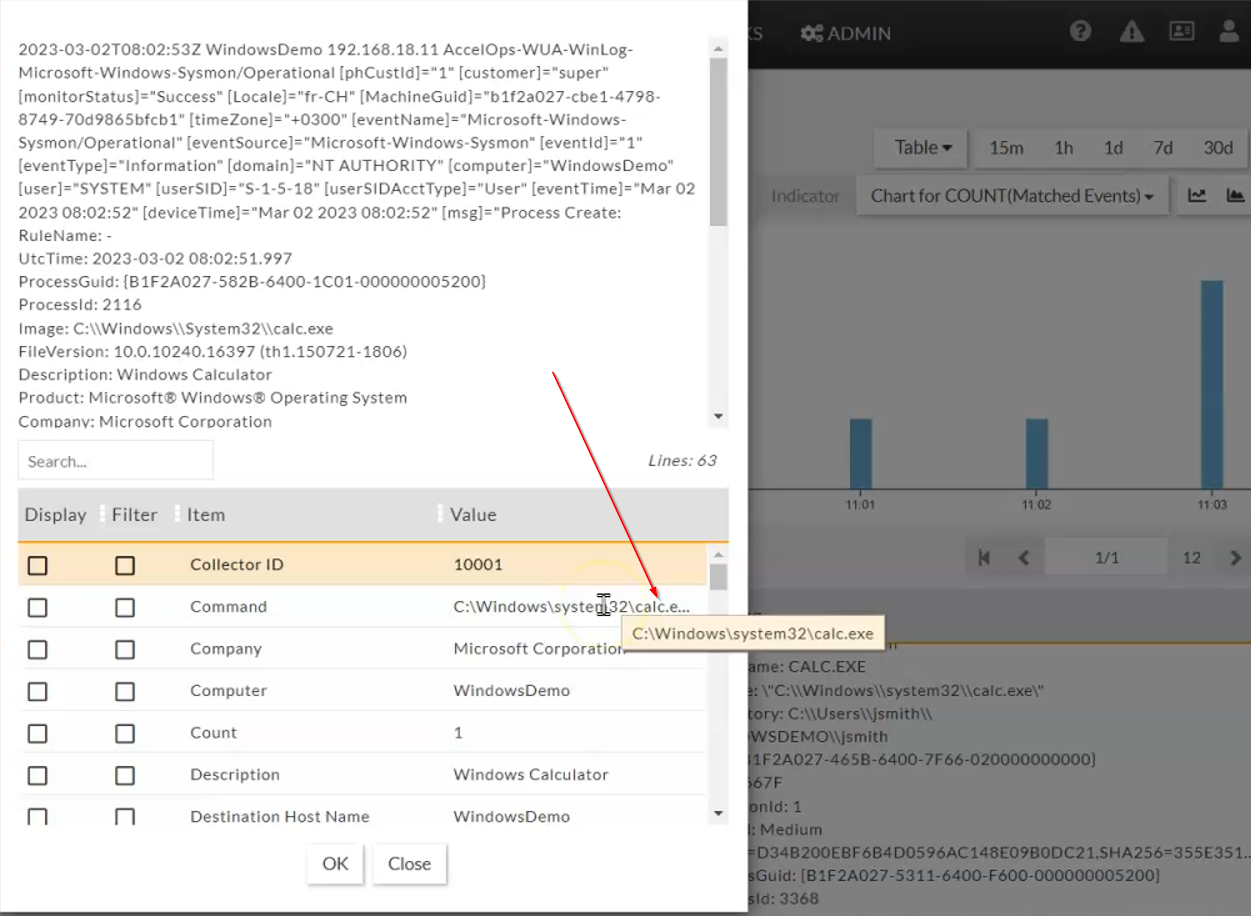 2023-03-02T08:02:53Z WindowsDemo 192.168.18.11 AccelOps-WUA-WinLog-
Microsoft-Windows-Sysmon/Operational [phCustId]="1" [customer]="super"
[monitorStatus]="Success" [Locale]="fr-CH" [MachineGuid]="b1f2a027-cbe1-4798-
8749-70d9865bfcb1" [timeZone]="+0300" [eventName]="Microsoft-Windows-
Sysmon/Operational" [eventSource]="Microsoft-Windows-Sysmon" [eventId]="1"
[eventType]="Information" [domain]="NT AUTHORITY" [computer]="WindowsDemo"
[user]="SYSTEM" [userSID]="S-1-5-18" [userSIDAcctType]="User" [eventTime]="Mar 02
2023 08:02:52" [deviceTime]="Mar 02 2023 08:02:52" [msg]="Process Create:
RuleName: -
UtcTime: 2023-03-02 08:02:51.997
ProcessGuid: {B1F2A027-582B-6400-1C01-000000005200}
ProcessId: 2116
Image: C:\\Windows\\System32\\calc.exe
FileVersion: 10.0.10240.16397 (th1.150721-1806)
Description: Windows Calculator
Product: Microsoft® Windows® Operating System
Company: Microsoft Corporation
Search...
Lines: 63
Display Filter Item Value
Collector ID 10001
Command C:\Windows\system32\calc.e...
C:\Windows\system32\calc.exe
Company Microsoft Corporation
Computer WindowsDemo
Count 1
Description Windows Calculator
Destination Host Name WindowsDemo
OK Close
KS ADMIN
Table 15m 1h 1d 7d 30d
Indicator Chart for COUNT(Matched Events)
11:01 11:02 11:03
1/1 12
ame: CALC.EXE
e: \"C:\\Windows\\system32\\calc.exe\"
tory: C:\\Users\\jsmith\\
OWSDEMO\\jsmith
B1F2A027-465B-6400-7F66-020000000000}
667F
onId: 1
l: Medium
=D34B200EBF6B4D0596AC148E09B0DC21,SHA256=355E351...
sGuid: {B1F2A027-5311-6400-F600-000000005200}
sId: 3368